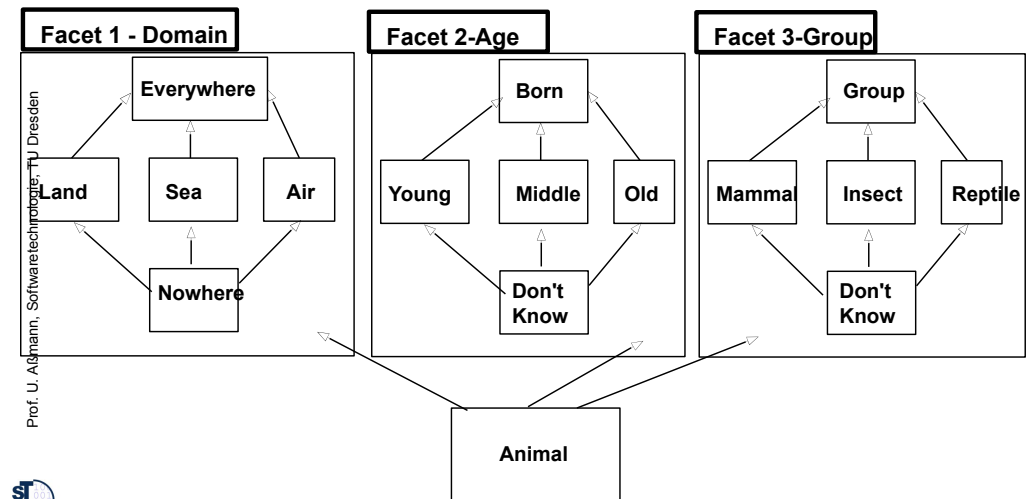 Facet 1 - Domain
Everywhere
Land
Sea
Air
Nowhere
Facet 2-Age
Born
Young
Middle
Old
Don't
Know
Facet 3-Group
Group
Mammal
Insect
Reptile
Don't
Know
Animal
Prof. U. Aßmann, Softwaretechnologie, TU Dresden
ST